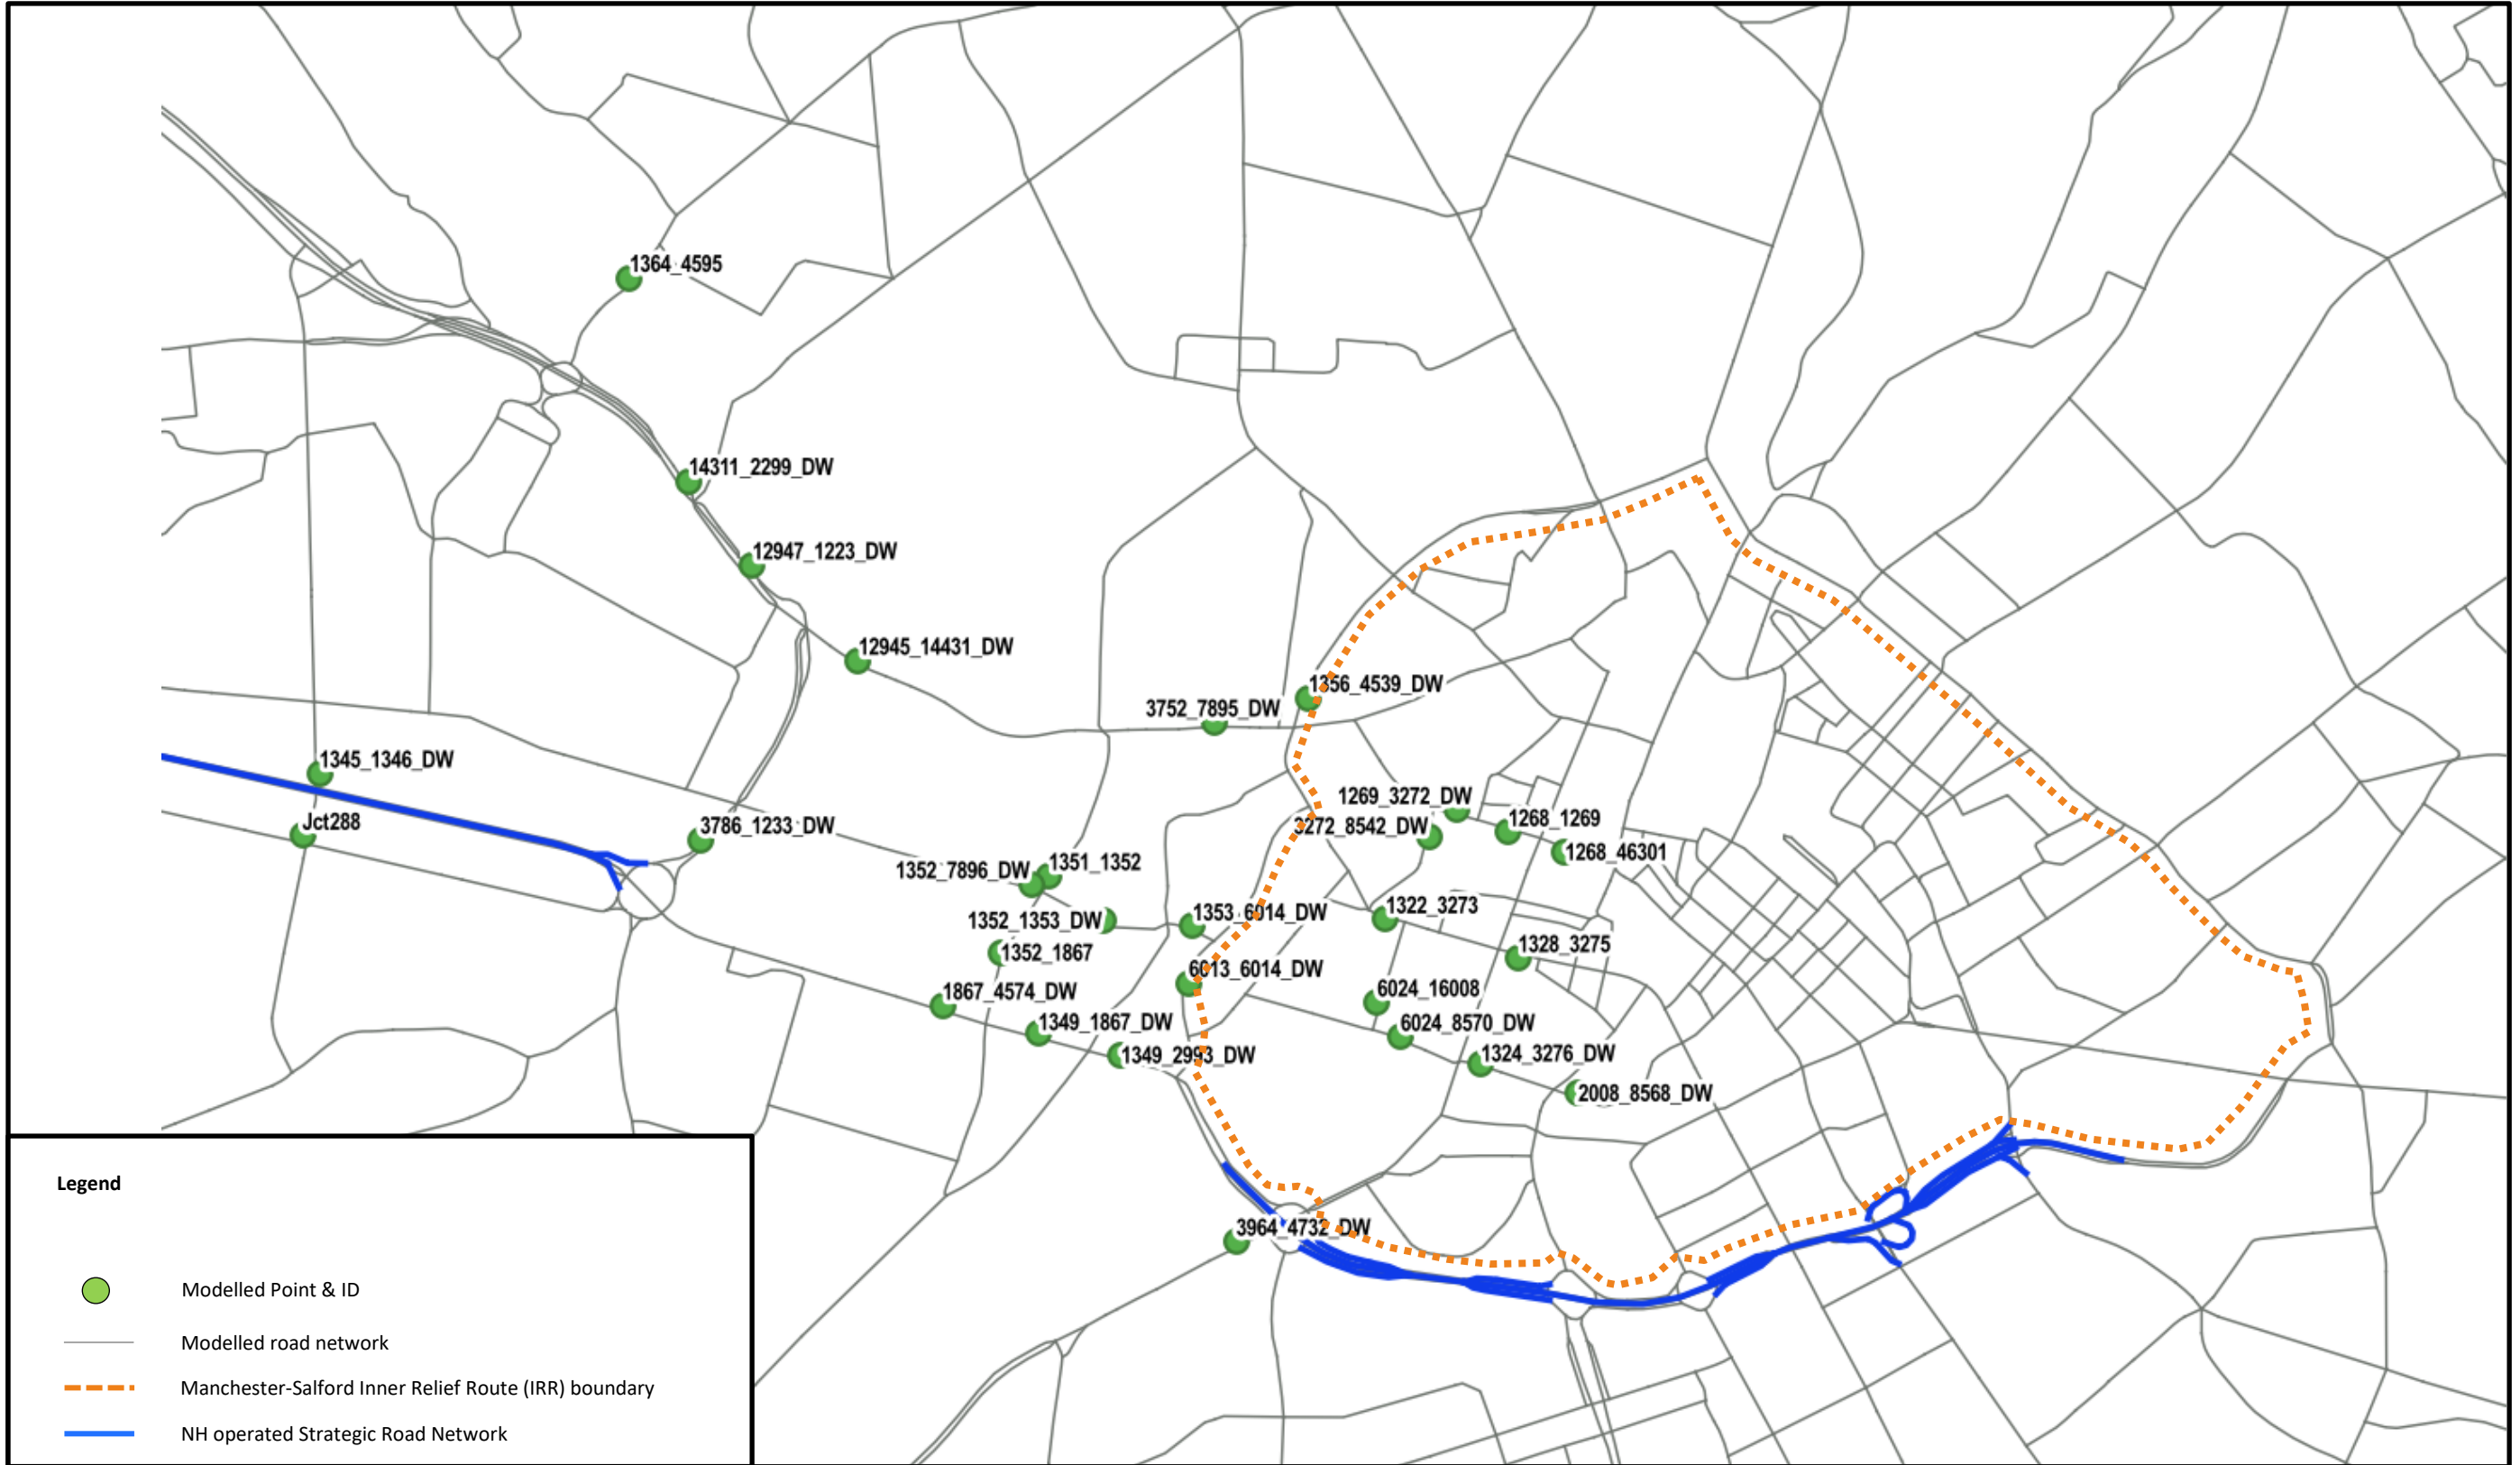 1364_4595
14311_2299_DW
12947_1223_DW
12945_14431_DW
1356_4539_DW
3752_7895_DW
1345_1346_DW
1269_3272_DW
1268_1269
Jct288
3786_1233_DW
3272_8542_DW
1268_46301
1351_1352
1352_7896_DW
1322_3273
1353_6014_DW
1352_1353_DW
1328_3275
1352_1867
6013_6014_DW
6024_16008
1867_4574_DW
1349_1867_DW
6024_8570_DW
1349_2993_DW
1324_3276_DW
2008_8568_DW
3964_4732_DW
Legend
Modelled Point & ID
Modelled road network
Manchester-Salford Inner Relief Route (IRR) boundary
NH operated Strategic Road Network